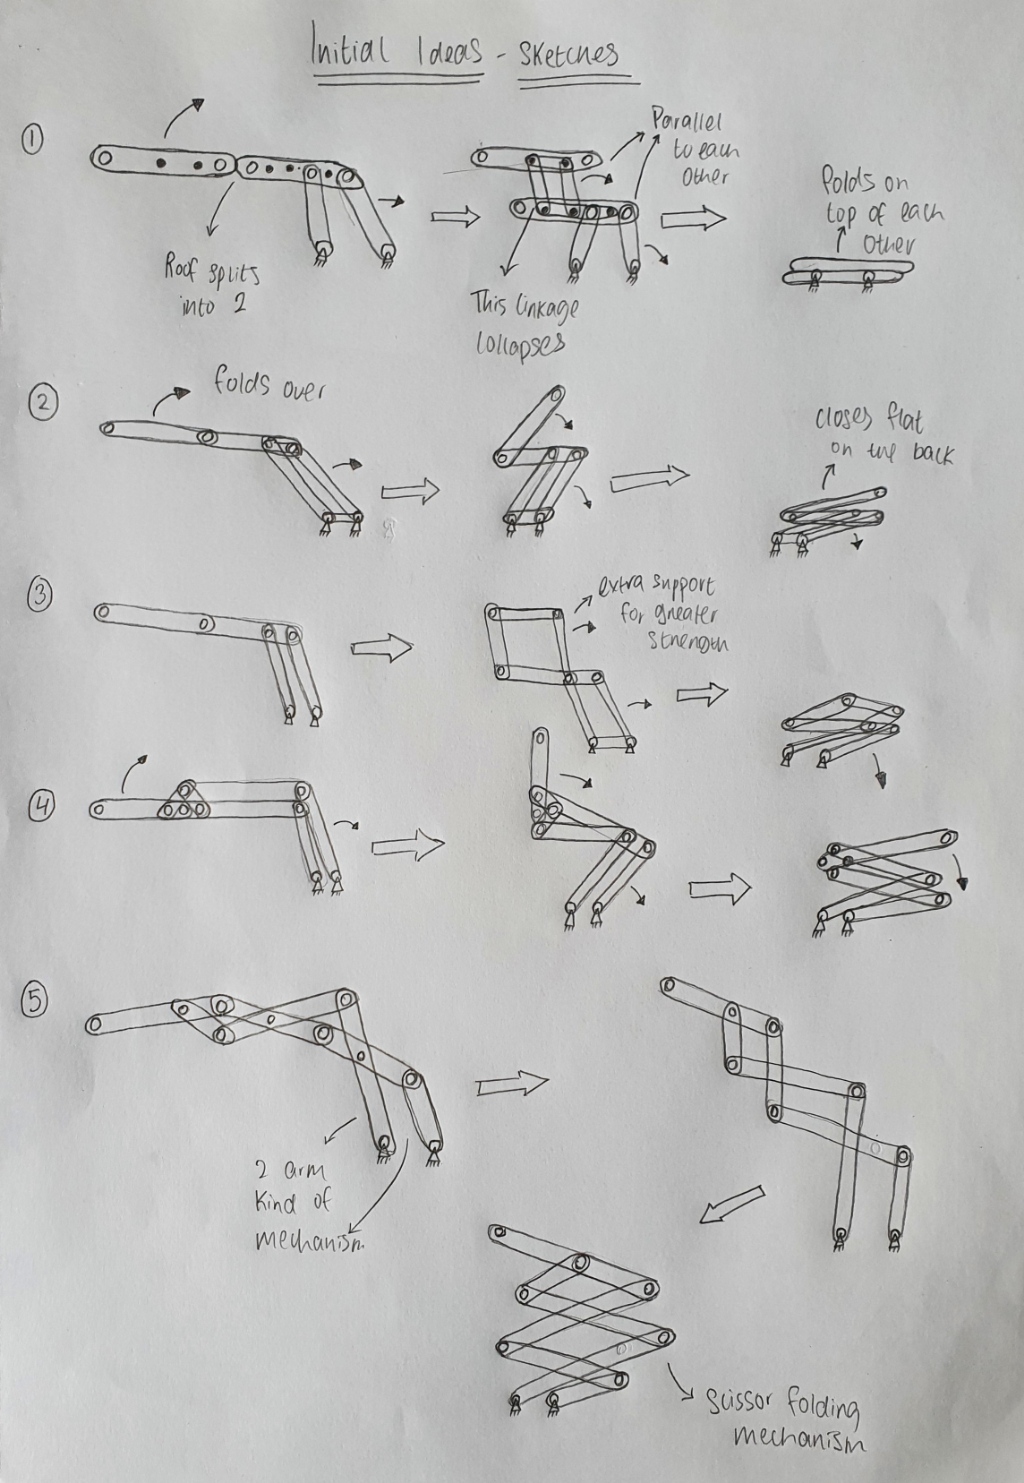 Initial Ideas - Sketches
①
Parallel
to each
other
folds on
top of each
other
Roof splits
into 2
This linkage
collapses
②
folds over
closes flat
on the back
③
extra support
for greater
strength
④
⑤
2 arm
kind of
mechanism
scissor folding
mechanism